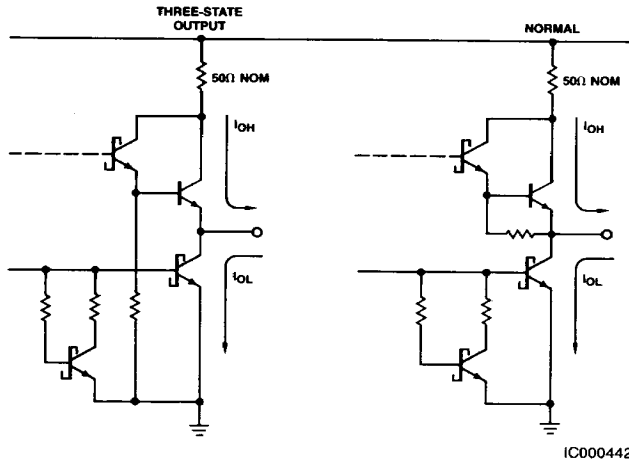 THREE-STATE
OUTPUT
NORMAL
50Ω NOM
50Ω NOM
IOH
IOH
IOL
IOL
IC000442